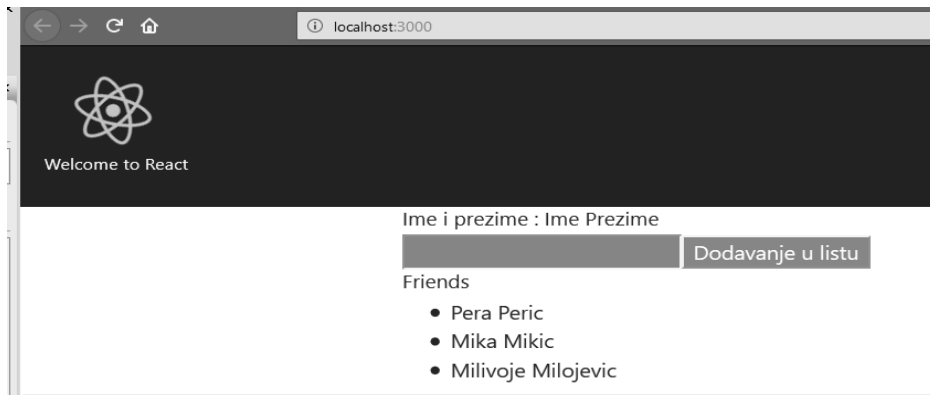 localhost:3000
Welcome to React
Ime i prezime : Ime Prezime
Dodavanje u listu
Friends
Pera Peric
Mika Mikic
Milivoje Milojevic